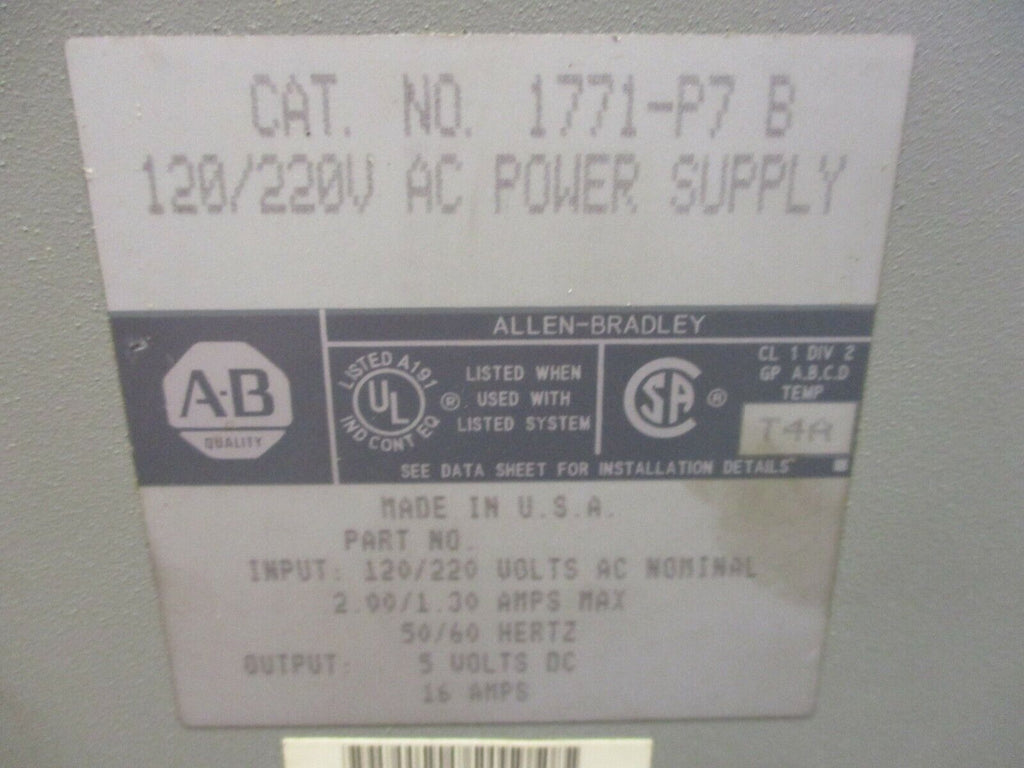 CAT. NO. 1771-P7 B
120/220V AC POWER SUPPLY
ALLEN-BRADLEY
A-B
QUALITY
LISTED A191
UL
®
IND CONT EQ
LISTED WHEN
USED WITH
LISTED SYSTEM
SA
®
CL 1 DIV 2
GP A.B.C.D
TEMP
T4A
SEE DATA SHEET FOR INSTALLATION DETAILS
MADE IN U.S.A.
PART NO.
INPUT: 120/220 VOLTS AC NOMINAL
2.00/1.30 AMPS MAX
50/60 HERTZ
OUTPUT: 5 VOLTS DC
16 AMPS